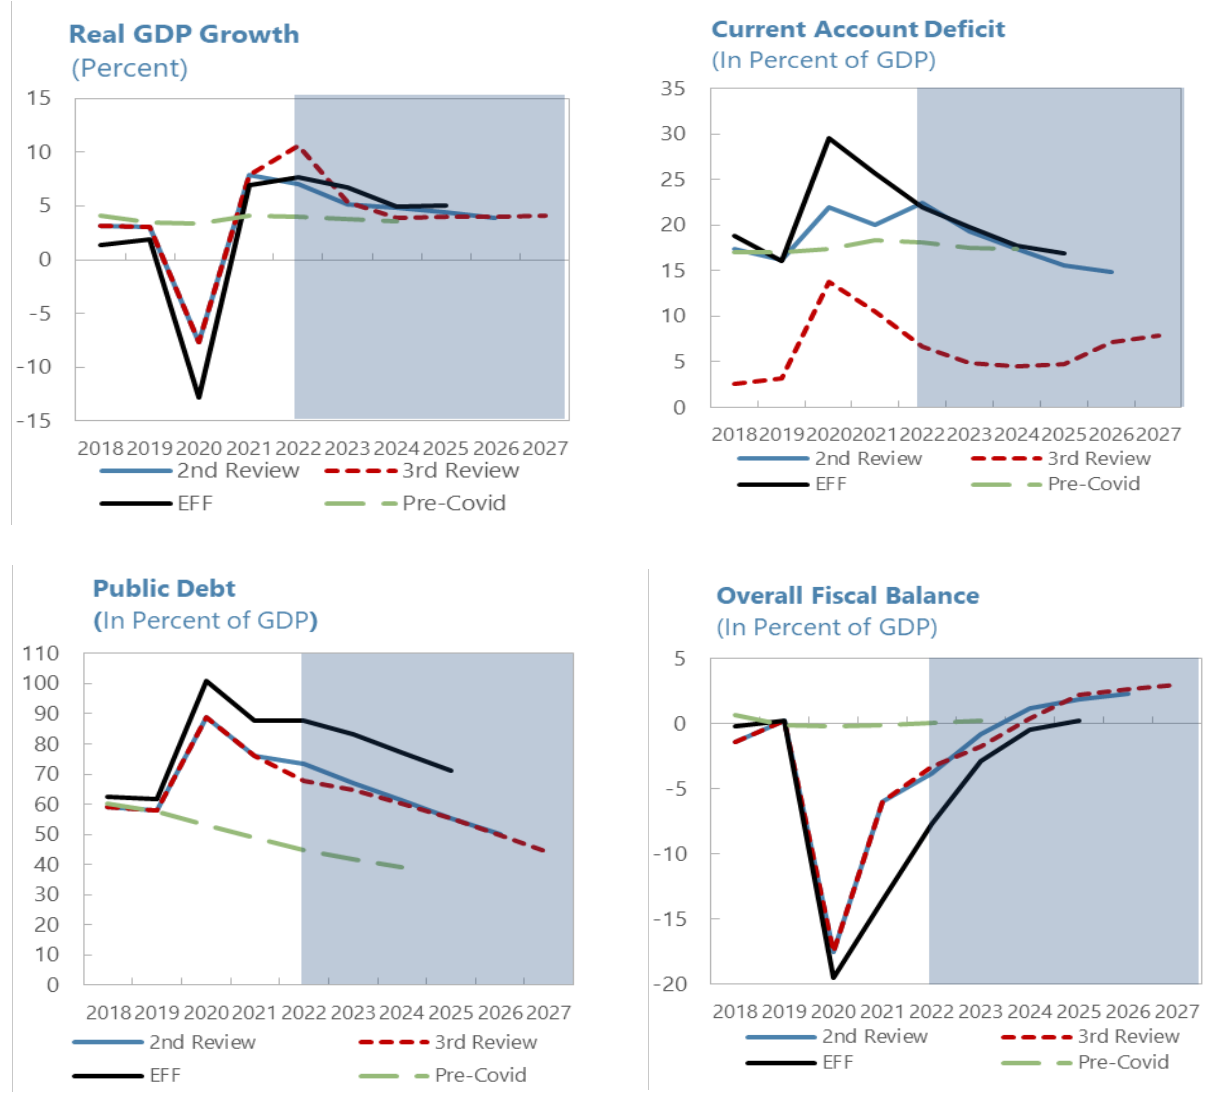 Real GDP Growth
(Percent)
15
10
5
0
-5
-10
-15
2018 2019 2020 2021 2022 2023 2024 2025 2026 2027
2nd Review 3rd Review
EFF Pre-Covid
Current Account Deficit
(In Percent of GDP)
35
30
25
20
15
10
5
0
2018 2019 2020 2021 2022 2023 2024 2025 2026 2027
2nd Review 3rd Review
EFF Pre-Covid
Public Debt
(In Percent of GDP)
110
100
90
80
70
60
50
40
30
20
10
0
2018 2019 2020 2021 2022 2023 2024 2025 2026 2027
2nd Review 3rd Review
EFF Pre-Covid
Overall Fiscal Balance
(In Percent of GDP)
5
0
-5
-10
-15
-20
2018 2019 2020 2021 2022 2023 2024 2025 2026 2027
2nd Review 3rd Review
EFF Pre-Covid